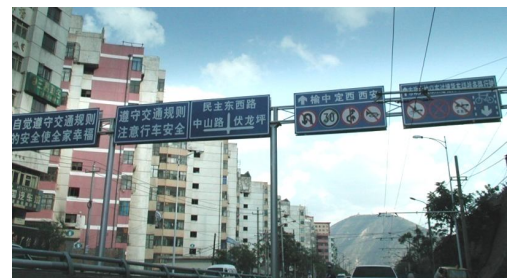 自觉遵守交通规则
的安全使全家幸福
遵守交通规则
注意行车安全
民主东西路
中山路 伏龙坪
榆中 定西 西安
30